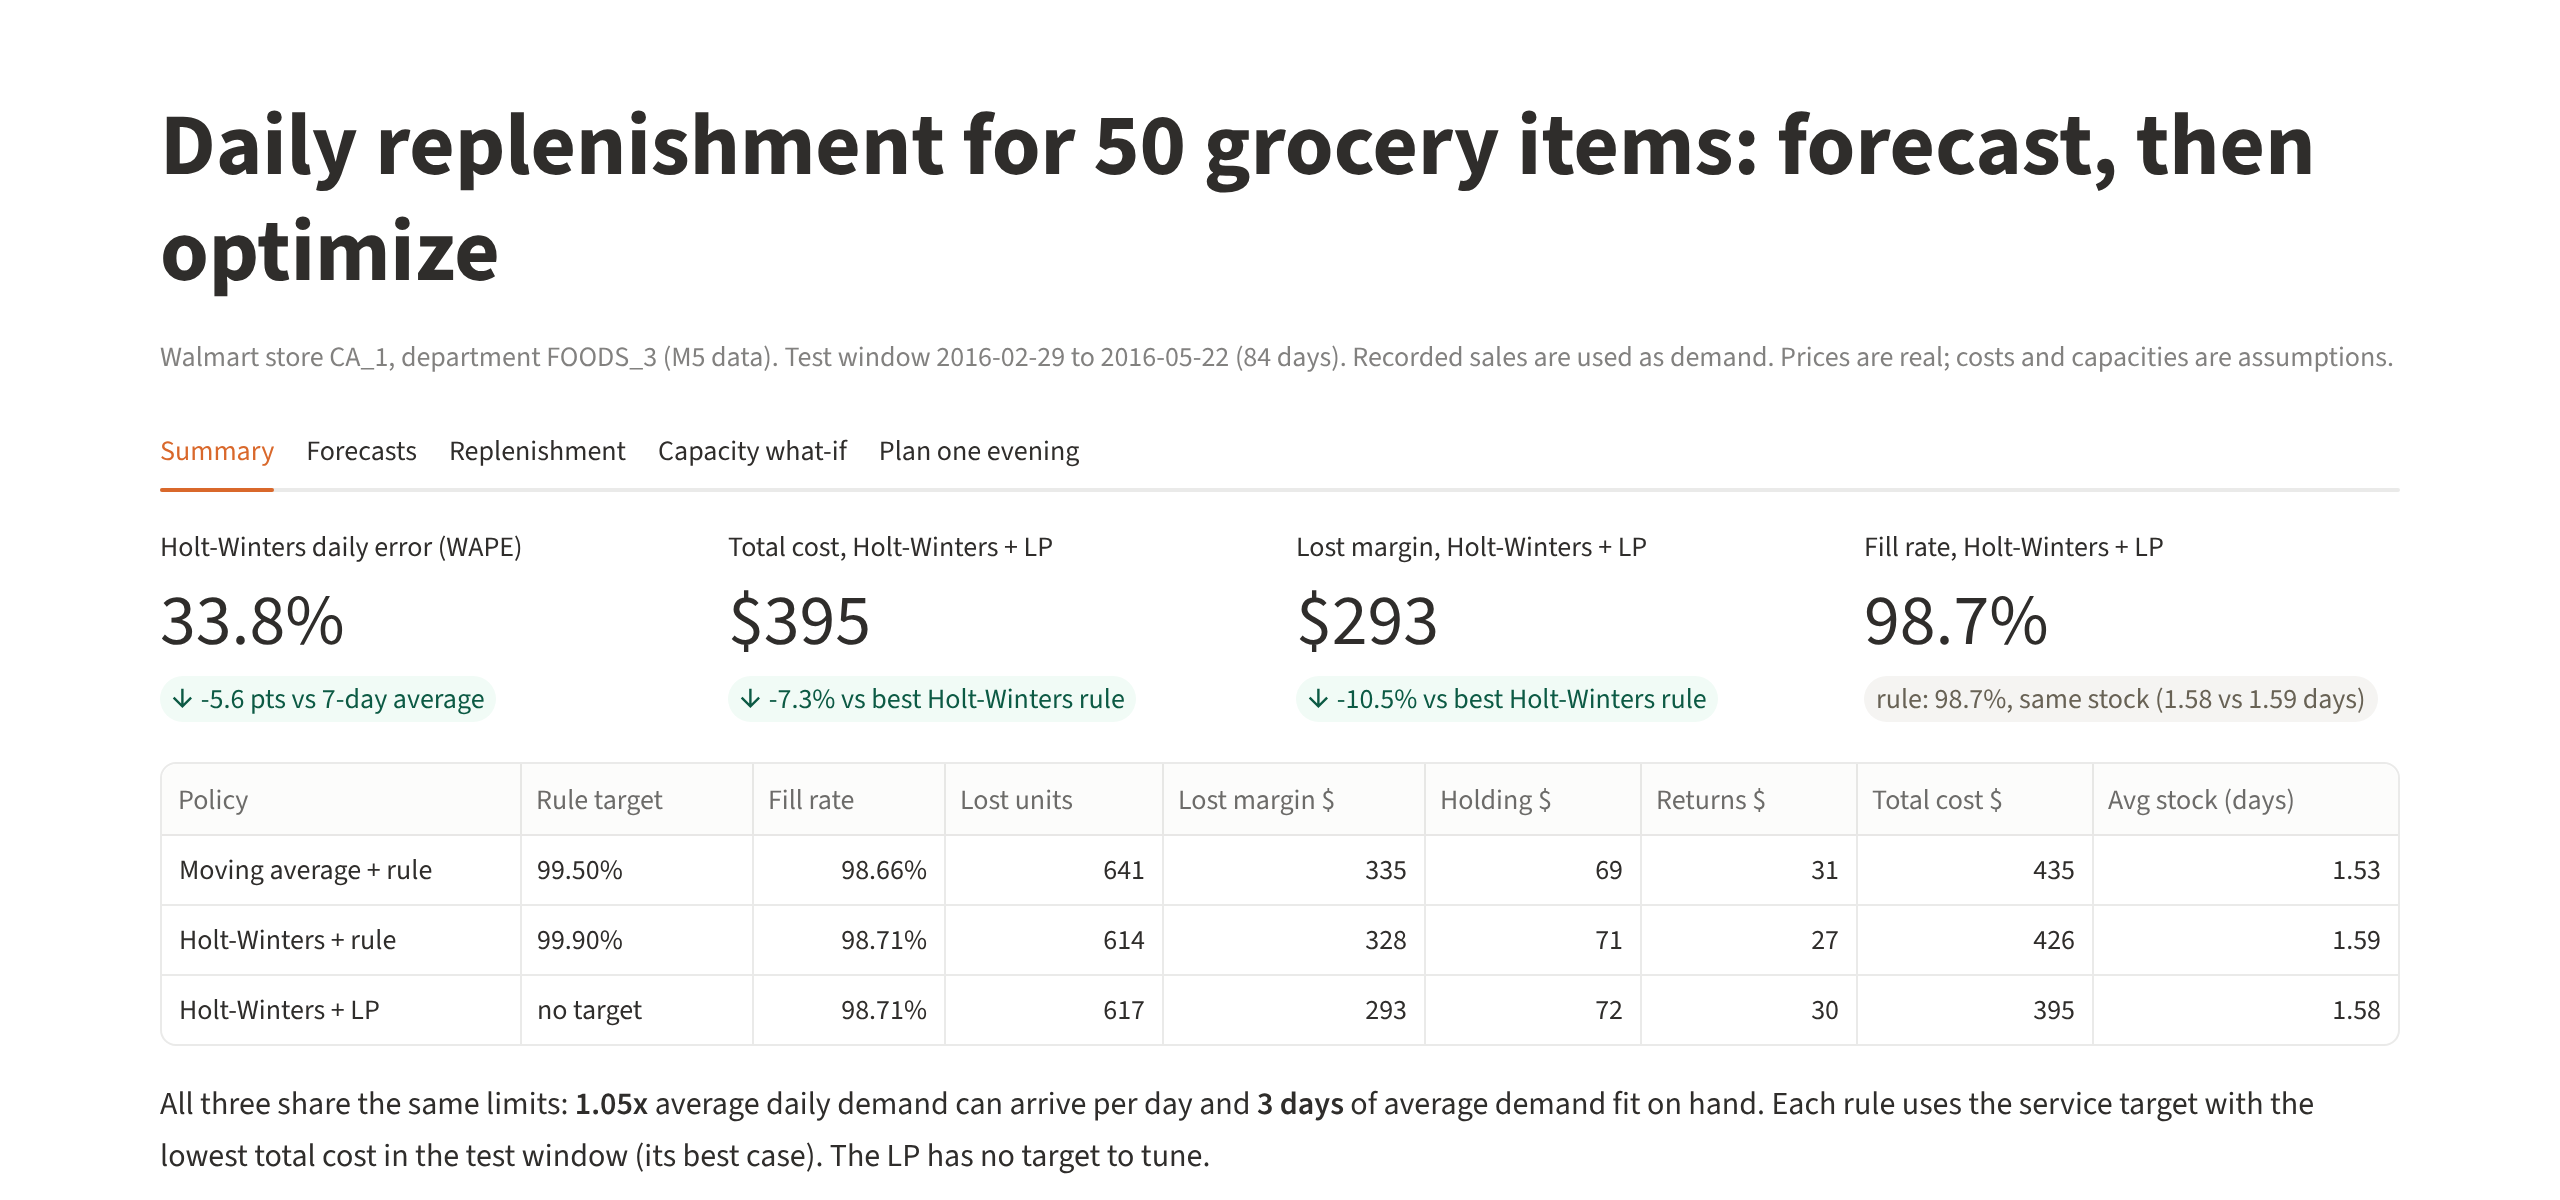 Daily replenishment for 50 grocery items: forecast, then
optimize
Walmart store CA_1, department FOODS_3 (M5 data). Test window 2016-02-29 to 2016-05-22 (84 days). Recorded sales are used as demand. Prices are real; costs and capacities are assumptions.
Summary Forecasts Replenishment Capacity what-if Plan one evening
Holt-Winters daily error (WAPE) Total cost, Holt-Winters + LP Lost margin, Holt-Winters + LP Fill rate, Holt-Winters + LP
33.8% $395 $293 98.7%
↓ -5.6 pts vs 7-day average ↓ -7.3% vs best Holt-Winters rule ↓ -10.5% vs best Holt-Winters rule rule: 98.7%, same stock (1.58 vs 1.59 days)
Policy Rule target Fill rate Lost units Lost margin $ Holding $ Returns $ Total cost $ Avg stock (days)
Moving average + rule 99.50% 98.66% 641 335 69 31 435 1.53
Holt-Winters + rule 99.90% 98.71% 614 328 71 27 426 1.59
Holt-Winters + LP no target 98.71% 617 293 72 30 395 1.58
All three share the same limits: 1.05x average daily demand can arrive per day and 3 days of average demand fit on hand. Each rule uses the service target with the
lowest total cost in the test window (its best case). The LP has no target to tune.